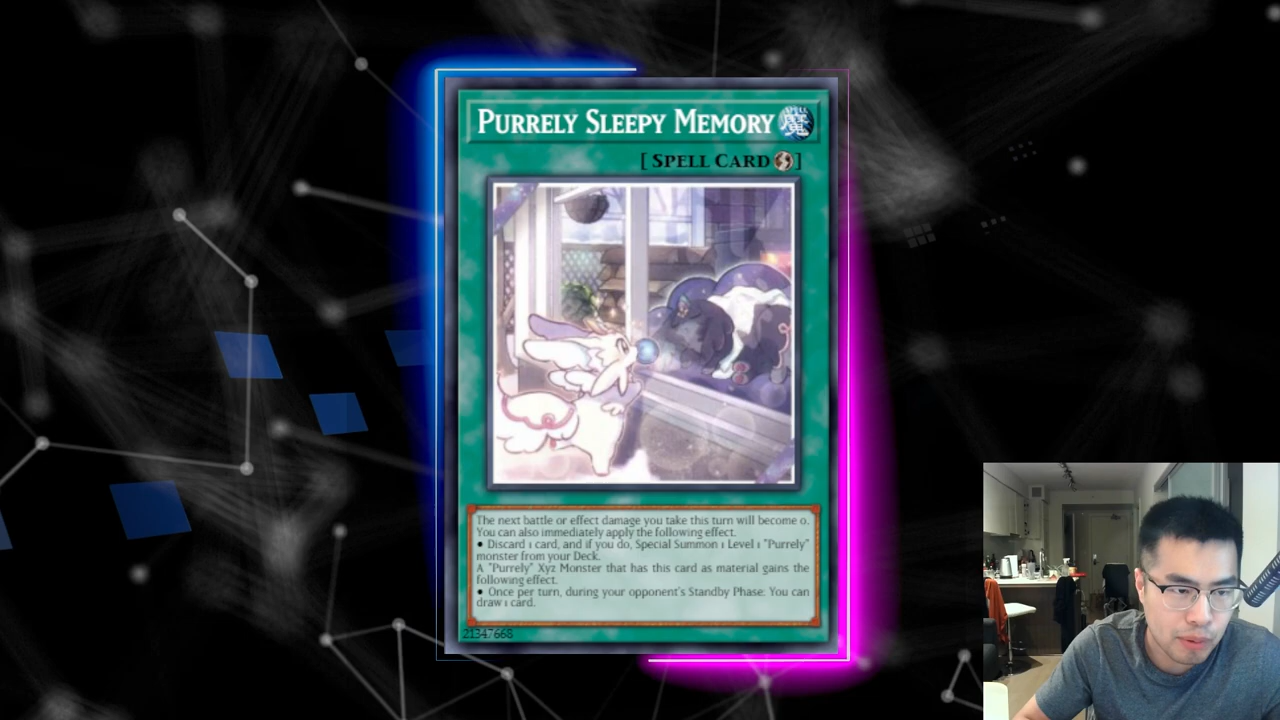 PURRELY SLEEPY MEMORY 魔
[ SPELL CARD ]
The next battle or effect damage you take this turn will become 0.
You can also immediately apply the following effect.
● Discard 1 card, and if you do, Special Summon 1 Level 1 "Purrely"
monster from your Deck.
A "Purrely" Xyz Monster that has this card as material gains the
following effect.
● Once per turn, during your opponent's Standby Phase: You can
draw 1 card.
21347668